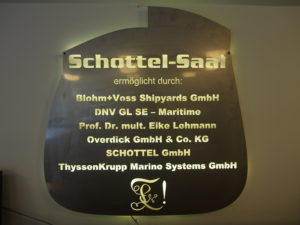 Schottel-Saal
ermöglicht durch:
Blohm+Voss Shipyards GmbH
DNV GL SE – Maritime
Prof. Dr. mult. Eike Lehmann
Overdick GmbH & Co. KG
SCHOTTEL GmbH
ThyssenKrupp Marine Systems GmbH